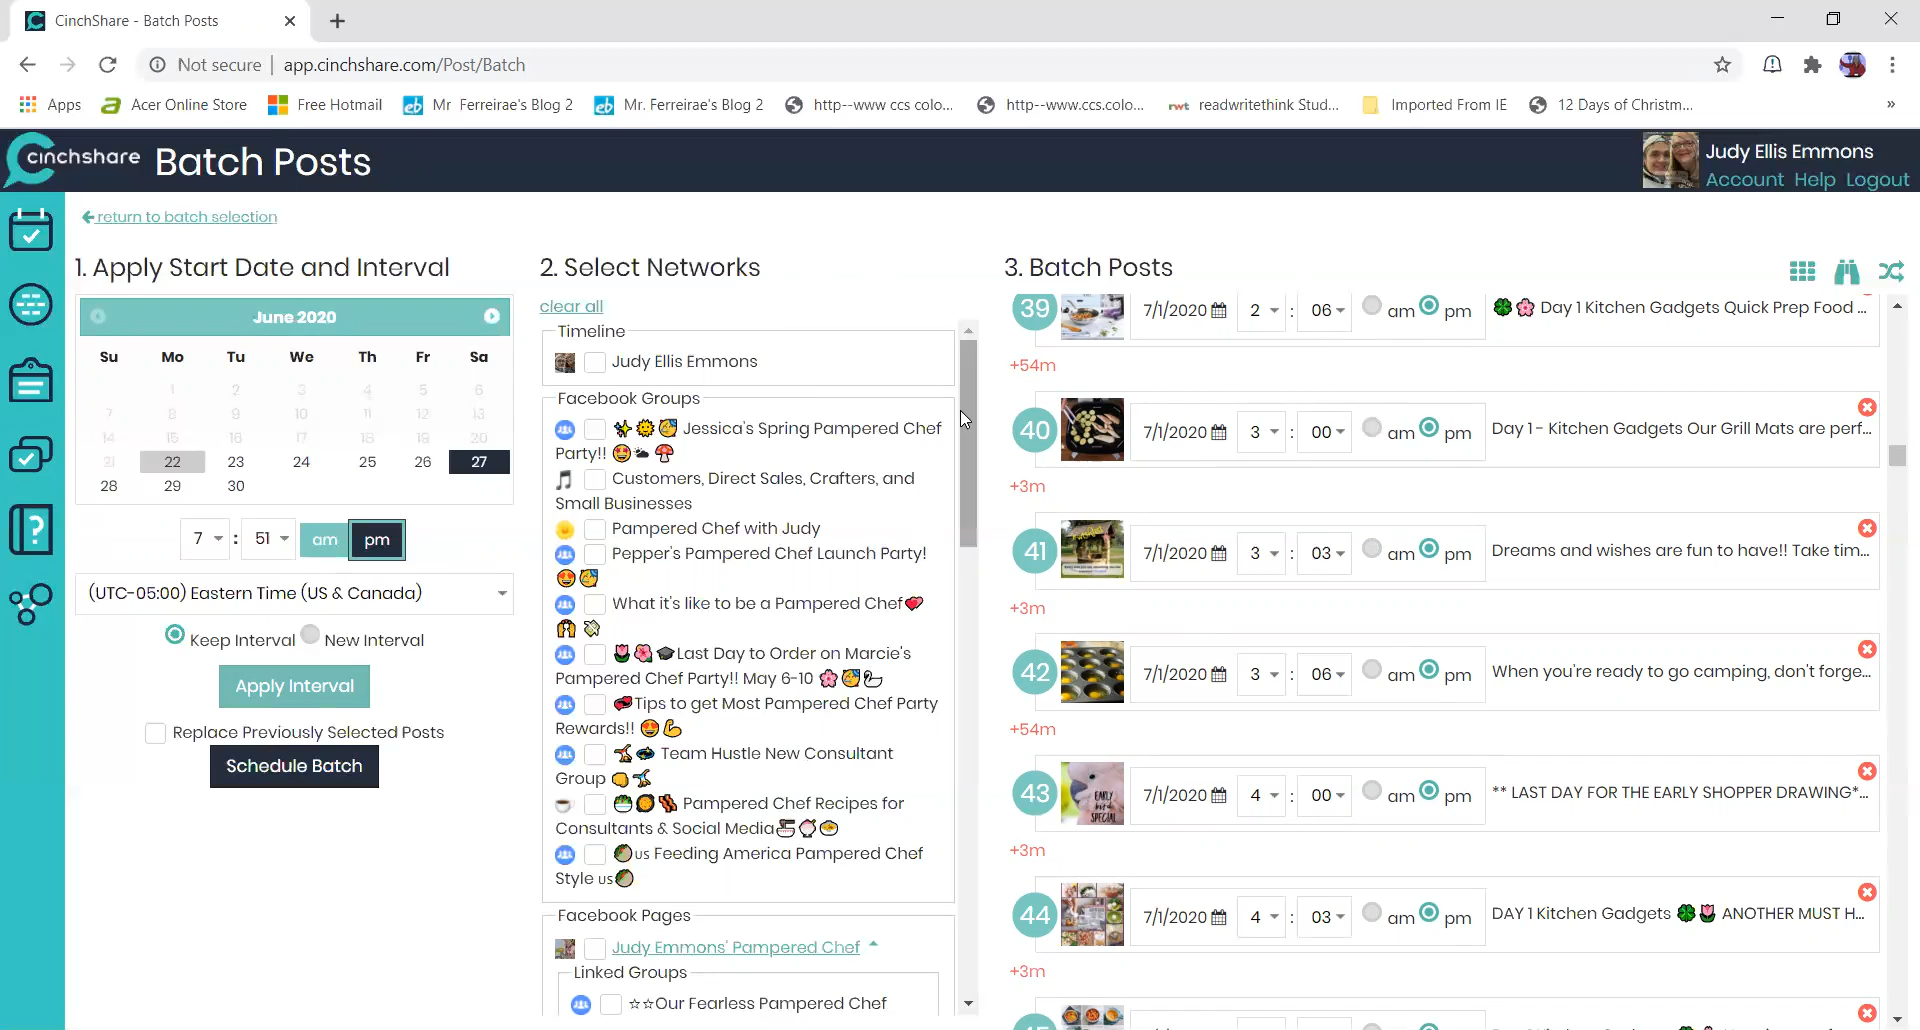 CinchShare - Batch Posts
Not secure | app.cinchshare.com/Post/Batch
Apps Acer Online Store Free Hotmail Mr Ferreirae's Blog 2 Mr. Ferreirae's Blog 2 http--www ccs colo... http--www.ccs.colo... rwt readwritethink Stud... Imported From IE 12 Days of Christm... »
cinchshare Batch Posts
Judy Ellis Emmons
Account Help Logout
return to batch selection
1. Apply Start Date and Interval
June 2020
Su Mo Tu We Th Fr Sa
1 2 3 4 5 6
7 8 9 10 11 12 13
14 15 16 17 18 19 20
21 22 23 24 25 26 27
28 29 30
7 : 51 am pm
(UTC-05:00) Eastern Time (US & Canada)
Keep Interval New Interval
Apply Interval
Replace Previously Selected Posts
Schedule Batch
2. Select Networks
clear all
Timeline
Judy Ellis Emmons
Facebook Groups
✨🌞🥳 Jessica's Spring Pampered Chef
Party!! 🤩🌥🍄
Customers, Direct Sales, Crafters, and
Small Businesses
Pampered Chef with Judy
Pepper's Pampered Chef Launch Party!
🤩🥳
What it's like to be a Pampered Chef💕
🙌💸
🌷🌺🎓Last Day to Order on Marcie's
Pampered Chef Party!! May 6-10 🌸🥳🦢
💞Tips to get Most Pampered Chef Party
Rewards!! 🤩💪
Team Hustle New Consultant
Group
🥗🥘🥓 Pampered Chef Recipes for
Consultants & Social Media
🥙us Feeding America Pampered Chef
Style us🥙
Facebook Pages
Judy Emmons' Pampered Chef
Linked Groups
☆☆Our Fearless Pampered Chef
3. Batch Posts
39 7/1/2020 2 : 06 am pm 🍀🌸 Day 1 Kitchen Gadgets Quick Prep Food ...
+54m
40 7/1/2020 3 : 00 am pm Day 1 - Kitchen Gadgets Our Grill Mats are perf...
+3m
41 7/1/2020 3 : 03 am pm Dreams and wishes are fun to have!! Take tim...
+3m
42 7/1/2020 3 : 06 am pm When you're ready to go camping, don't forge...
+54m
43 EARLY bird SPECIAL 7/1/2020 4 : 00 am pm ** LAST DAY FOR THE EARLY SHOPPER DRAWING*...
+3m
44 7/1/2020 4 : 03 am pm DAY 1 Kitchen Gadgets 🍀🌷 ANOTHER MUST H...
+3m